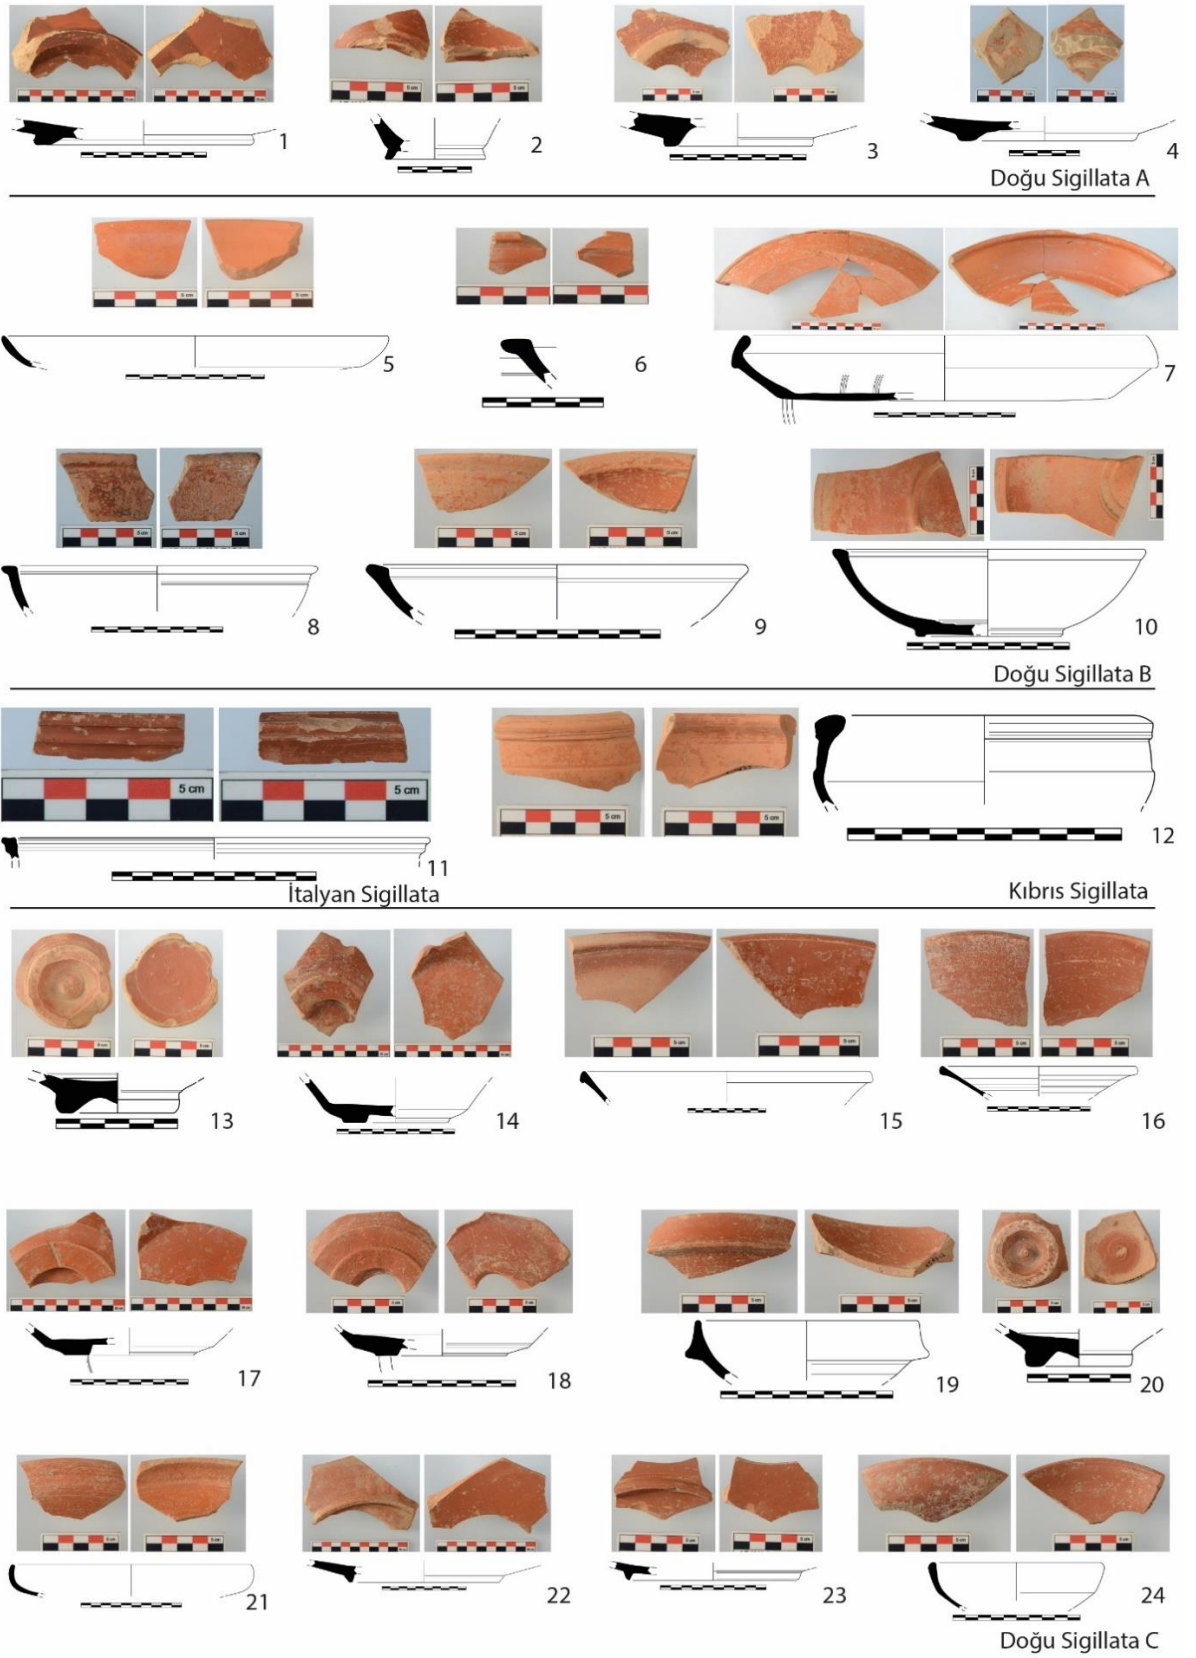 1 2 3 4
Doğu Sigillata A
5 6 7
8 9 10
Doğu Sigillata B
5 cm 5 cm
11 12
İtalyan Sigillata Kıbrıs Sigillata
13 14 15 16
17 18 19 20
21 22 23 24
Doğu Sigillata C